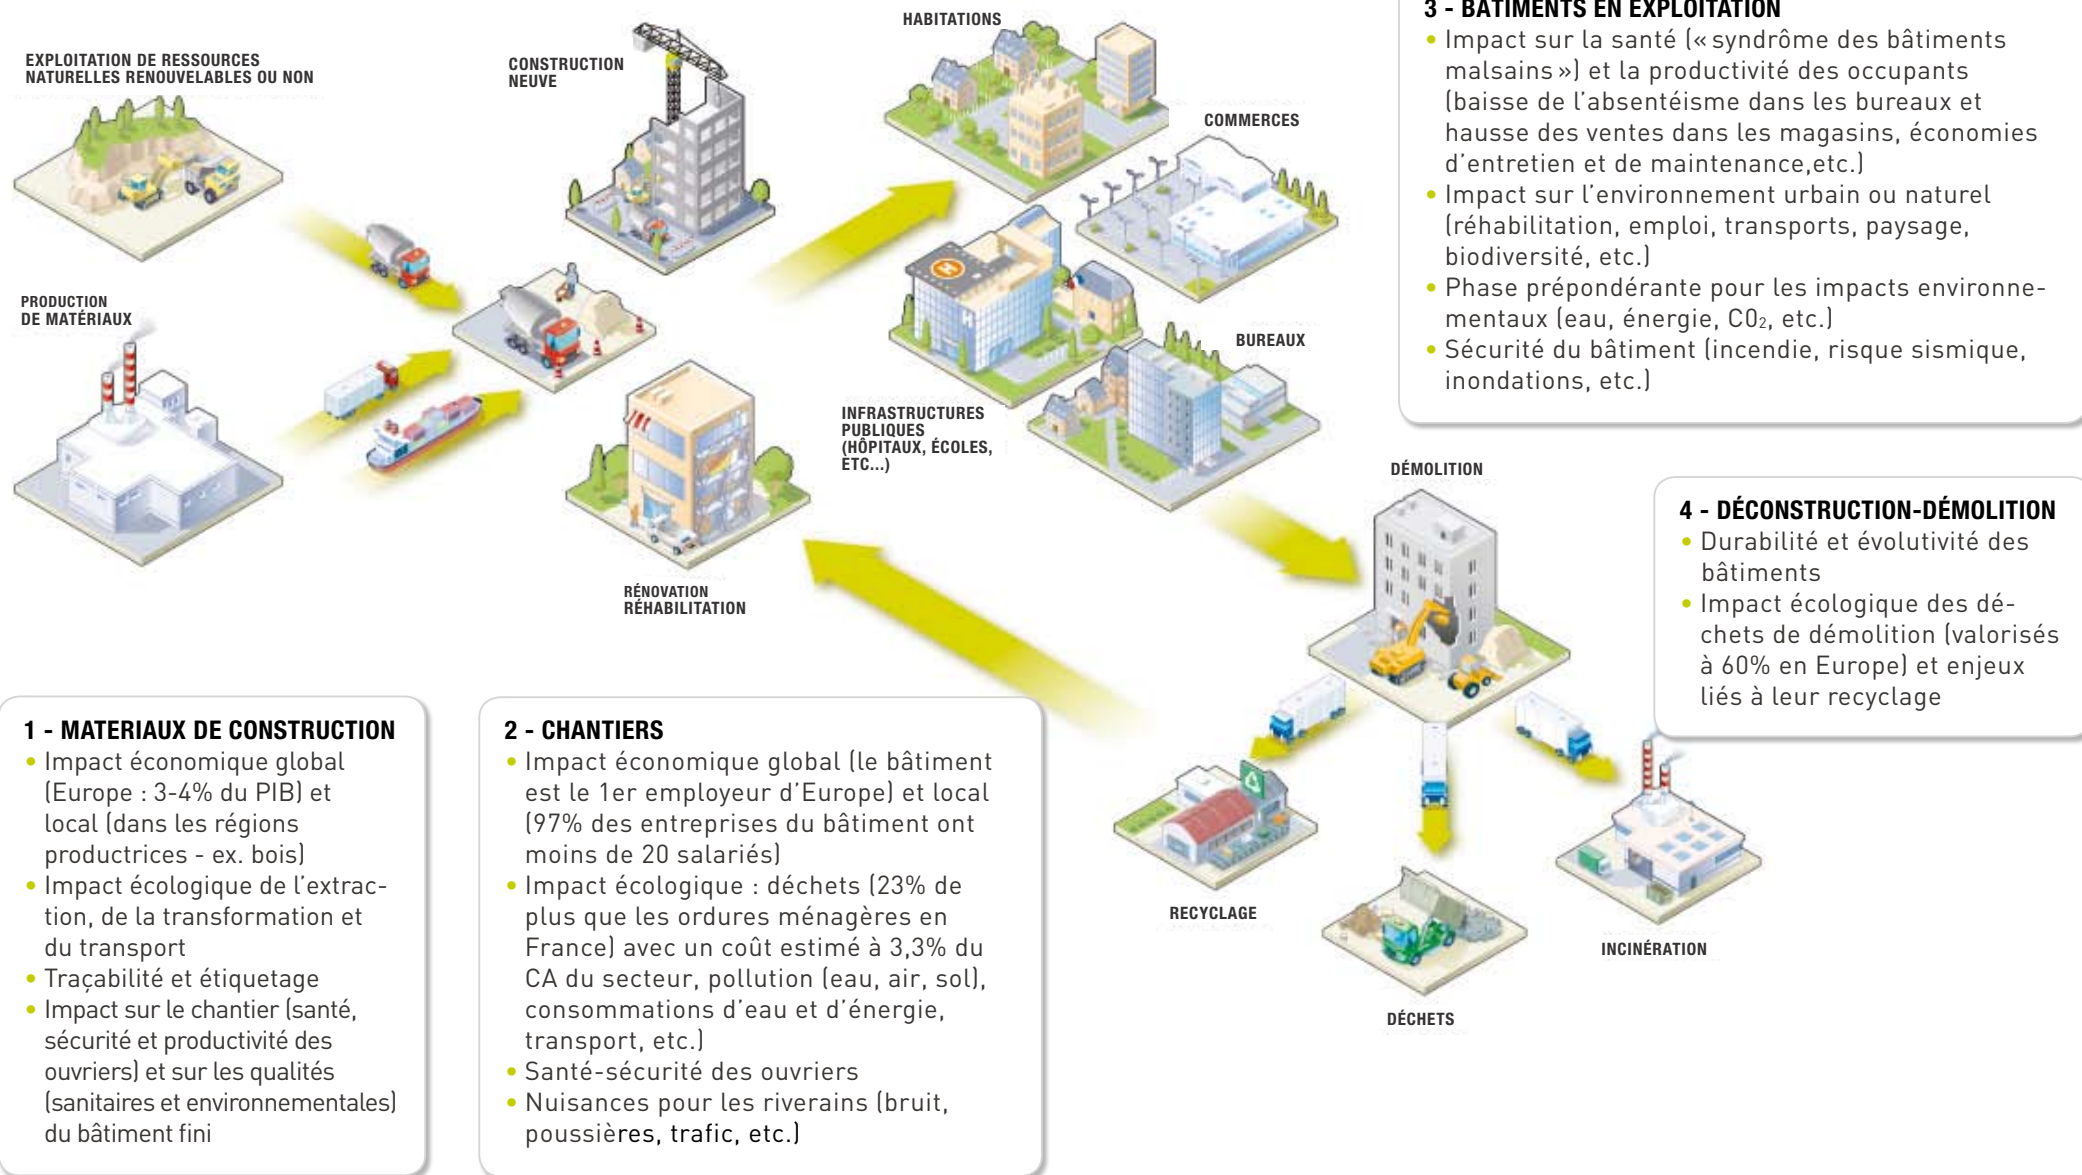 EXPLOITATION DE RESSOURCES
NATURELLES RENOUVELABLES OU NON
CONSTRUCTION
NEUVE
HABITATIONS
COMMERCES
PRODUCTION
DE MATÉRIAUX
BUREAUX
INFRASTRUCTURES
PUBLIQUES
(HÔPITAUX, ÉCOLES,
ETC...)
RÉNOVATION
RÉHABILITATION
DÉMOLITION
RECYCLAGE
DÉCHETS
INCINÉRATION
1 - MATERIAUX DE CONSTRUCTION
• Impact économique global
(Europe : 3-4% du PIB) et
local (dans les régions
productrices - ex. bois)
• Impact écologique de l’extrac-
tion, de la transformation et
du transport
• Traçabilité et étiquetage
• Impact sur le chantier (santé,
sécurité et productivité des
ouvriers) et sur les qualités
(sanitaires et environnementales)
du bâtiment fini
2 - CHANTIERS
• Impact économique global (le bâtiment
est le 1er employeur d’Europe) et local
(97% des entreprises du bâtiment ont
moins de 20 salariés)
• Impact écologique : déchets (23% de
plus que les ordures ménagères en
France) avec un coût estimé à 3,3% du
CA du secteur, pollution (eau, air, sol),
consommations d’eau et d’énergie,
transport, etc.)
• Santé-sécurité des ouvriers
• Nuisances pour les riverains (bruit,
poussières, trafic, etc.)
3 - BÂTIMENTS EN EXPLOITATION
• Impact sur la santé (« syndrôme des bâtiments
malsains ») et la productivité des occupants
(baisse de l’absentéisme dans les bureaux et
hausse des ventes dans les magasins, économies
d’entretien et de maintenance,etc.)
• Impact sur l’environnement urbain ou naturel
(réhabilitation, emploi, transports, paysage,
biodiversité, etc.)
• Phase prépondérante pour les impacts environne-
mentaux (eau, énergie, CO₂, etc.)
• Sécurité du bâtiment (incendie, risque sismique,
inondations, etc.)
4 - DÉCONSTRUCTION-DÉMOLITION
• Durabilité et évolutivité des
bâtiments
• Impact écologique des dé-
chets de démolition (valorisés
à 60% en Europe) et enjeux
liés à leur recyclage
H
H